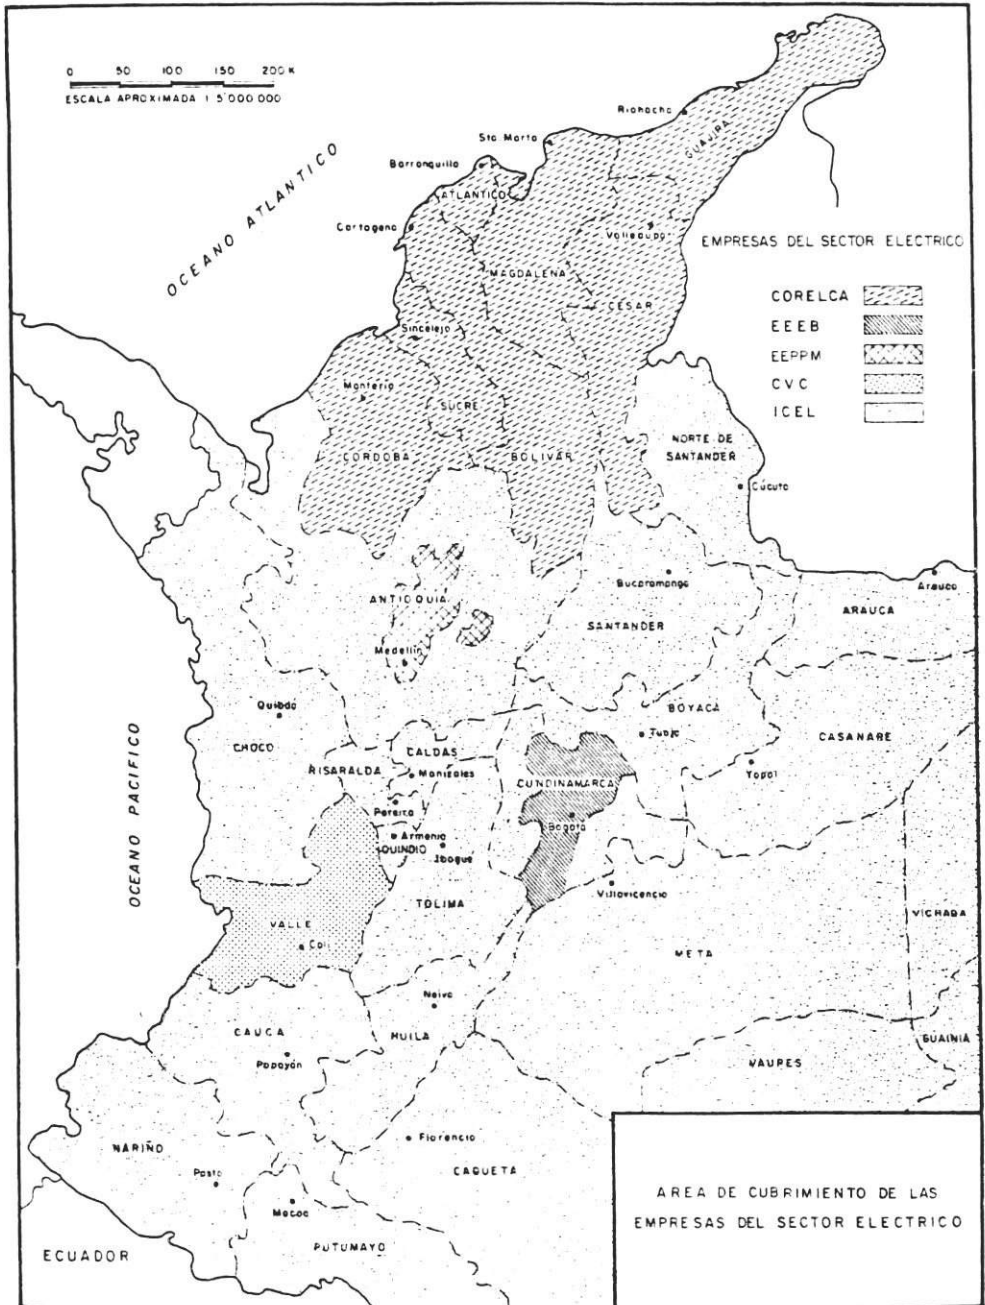 0 50 100 150 200 K
ESCALA APROXIMADA 1:5'000.000
OCEANO ATLANTICO
Riohacha
GUAJIRA
Sta Marta
Barranquilla
ATLANTICO
Cartagena
Valledupar
MAGDALENA
CESAR
Sincelejo
Montería
SUCRE
CORDOBA
BOLIVAR
EMPRESAS DEL SECTOR ELECTRICO
CORELCA
EEEB
EEPPM
CVC
ICEL
NORTE DE
SANTANDER
Cúcuta
Bucaramanga
SANTANDER
Arauca
ARAUCA
ANTIOQUIA
Medellín
Quibdo
CHOCO
BOYACA
Tunja
CASANARE
Yopal
CALDAS
RISARALDA
Manizales
CUNDINAMARCA
Pereira
Bogotá
Armenia
QUINDIO
Ibague
OCEANO PACIFICO
TOLIMA
Villavicencio
VALLE
Cali
VICHADA
META
Neiva
CAUCA
HUILA
Popayán
GUAINIA
VAUPES
NARIÑO
Florencia
CAQUETA
Pasto
Mocoa
PUTUMAYO
ECUADOR
AREA DE CUBRIMIENTO DE LAS
EMPRESAS DEL SECTOR ELECTRICO